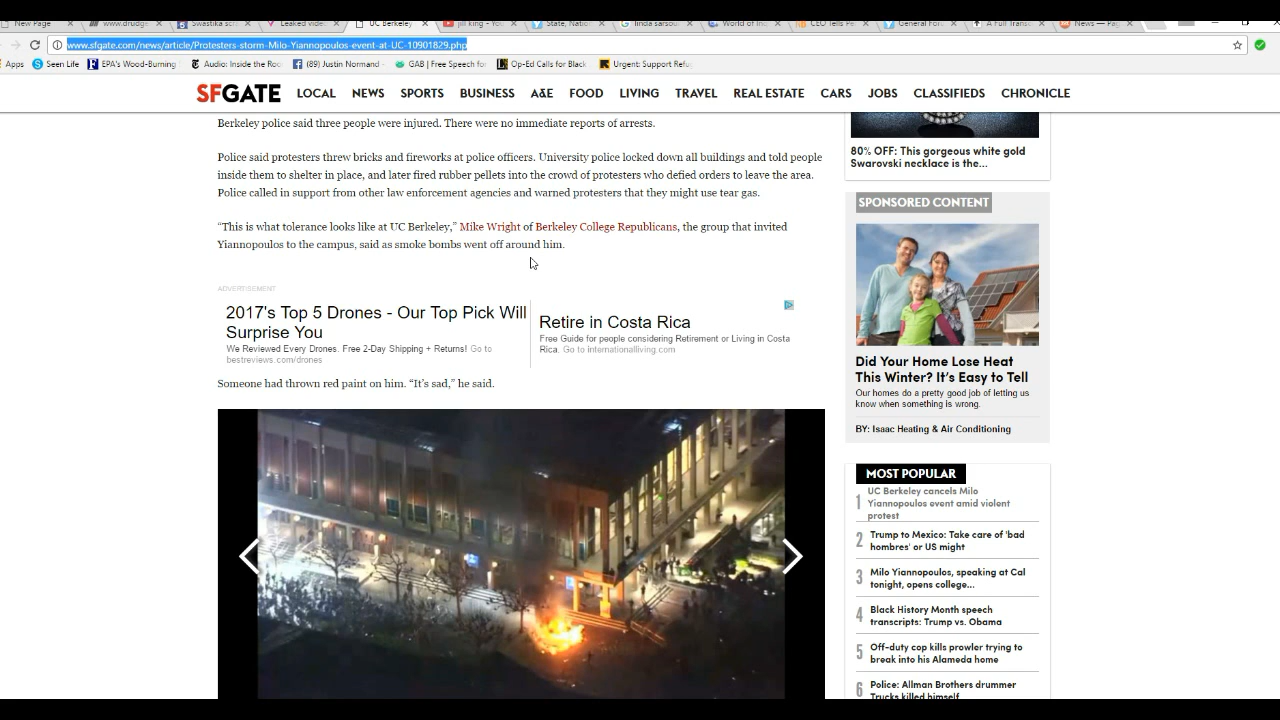 New Page
www.drudge
Swastika scr
Leaked video
UC Berkeley
jill king - You
State, Natio
linda sarsou
World of In
CEO Tells Pe
General For
A Full Trans
News — Pa
www.sfgate.com/news/article/Protesters-storm-Milo-Yiannopoulos-event-at-UC-10901829.php
Apps
Seen Life
EPA's Wood-Burning
Audio: Inside the Roo
(89) Justin Normand
GAB | Free Speech for
Op-Ed Calls for Black
Urgent: Support Refu
SFGATE LOCAL NEWS SPORTS BUSINESS A&E FOOD LIVING TRAVEL REAL ESTATE CARS JOBS CLASSIFIEDS CHRONICLE
Berkeley police said three people were injured. There were no immediate reports of arrests.
Police said protesters threw bricks and fireworks at police officers. University police locked down all buildings and told people
inside them to shelter in place, and later fired rubber pellets into the crowd of protesters who defied orders to leave the area.
Police called in support from other law enforcement agencies and warned protesters that they might use tear gas.
“This is what tolerance looks like at UC Berkeley,” Mike Wright of Berkeley College Republicans, the group that invited
Yiannopoulos to the campus, said as smoke bombs went off around him.
ADVERTISEMENT
2017's Top 5 Drones - Our Top Pick Will
Surprise You
We Reviewed Every Drones. Free 2-Day Shipping + Returns! Go to
bestreviews.com/drones
Retire in Costa Rica
Free Guide for people considering Retirement or Living in Costa
Rica. Go to internationalliving.com
Someone had thrown red paint on him. “It’s sad,” he said.
80% OFF: This gorgeous white gold
Swarovski necklace is the...
SPONSORED CONTENT
Did Your Home Lose Heat
This Winter? It’s Easy to Tell
Our homes do a pretty good job of letting us
know when something is wrong.
BY: Isaac Heating & Air Conditioning
MOST POPULAR
1 UC Berkeley cancels Milo
Yiannopoulos event amid violent
protest
2 Trump to Mexico: Take care of 'bad
hombres' or US might
3 Milo Yiannopoulos, speaking at Cal
tonight, opens college...
4 Black History Month speech
transcripts: Trump vs. Obama
5 Off-duty cop kills prowler trying to
break into his Alameda home
6 Police: Allman Brothers drummer
Trucks killed himself